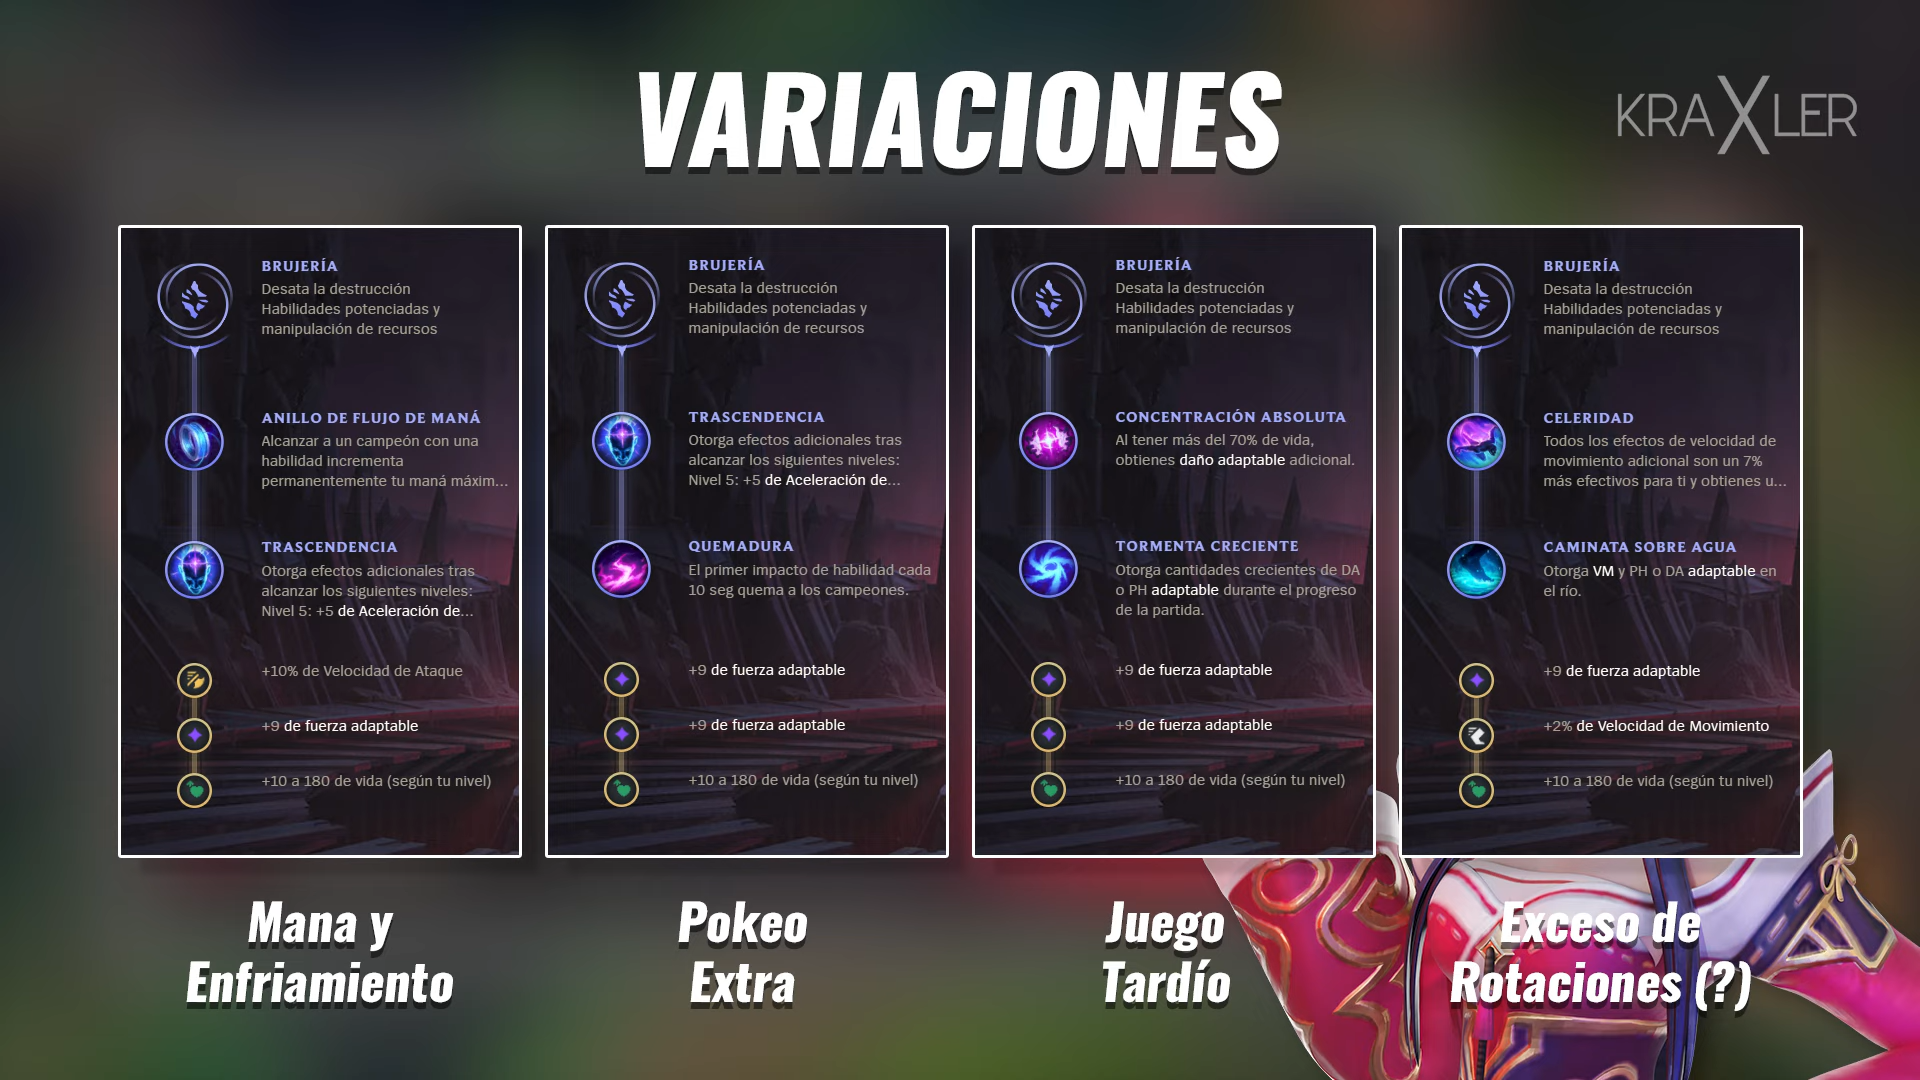 VARIACIONES
KRAXLER
BRUJERÍA
Desata la destrucción
Habilidades potenciadas y
manipulación de recursos
ANILLO DE FLUJO DE MANÁ
Alcanzar a un campeón con una
habilidad incrementa
permanentemente tu maná máxim...
TRASCENDENCIA
Otorga efectos adicionales tras
alcanzar los siguientes niveles:
Nivel 5: +5 de Aceleración de...
+10% de Velocidad de Ataque
+9 de fuerza adaptable
+10 a 180 de vida (según tu nivel)
Mana y
Enfriamiento
BRUJERÍA
Desata la destrucción
Habilidades potenciadas y
manipulación de recursos
TRASCENDENCIA
Otorga efectos adicionales tras
alcanzar los siguientes niveles:
Nivel 5: +5 de Aceleración de...
QUEMADURA
El primer impacto de habilidad cada
10 seg quema a los campeones.
+9 de fuerza adaptable
+9 de fuerza adaptable
+10 a 180 de vida (según tu nivel)
Pokeo
Extra
BRUJERÍA
Desata la destrucción
Habilidades potenciadas y
manipulación de recursos
CONCENTRACIÓN ABSOLUTA
Al tener más del 70% de vida,
obtienes daño adaptable adicional.
TORMENTA CRECIENTE
Otorga cantidades crecientes de DA
o PH adaptable durante el progreso
de la partida.
+9 de fuerza adaptable
+9 de fuerza adaptable
+10 a 180 de vida (según tu nivel)
Juego
Tardío
BRUJERÍA
Desata la destrucción
Habilidades potenciadas y
manipulación de recursos
CELERIDAD
Todos los efectos de velocidad de
movimiento adicional son un 7%
más efectivos para ti y obtienes u...
CAMINATA SOBRE AGUA
Otorga VM y PH o DA adaptable en
el río.
+9 de fuerza adaptable
+2% de Velocidad de Movimiento
+10 a 180 de vida (según tu nivel)
Exceso de
Rotaciones (?)